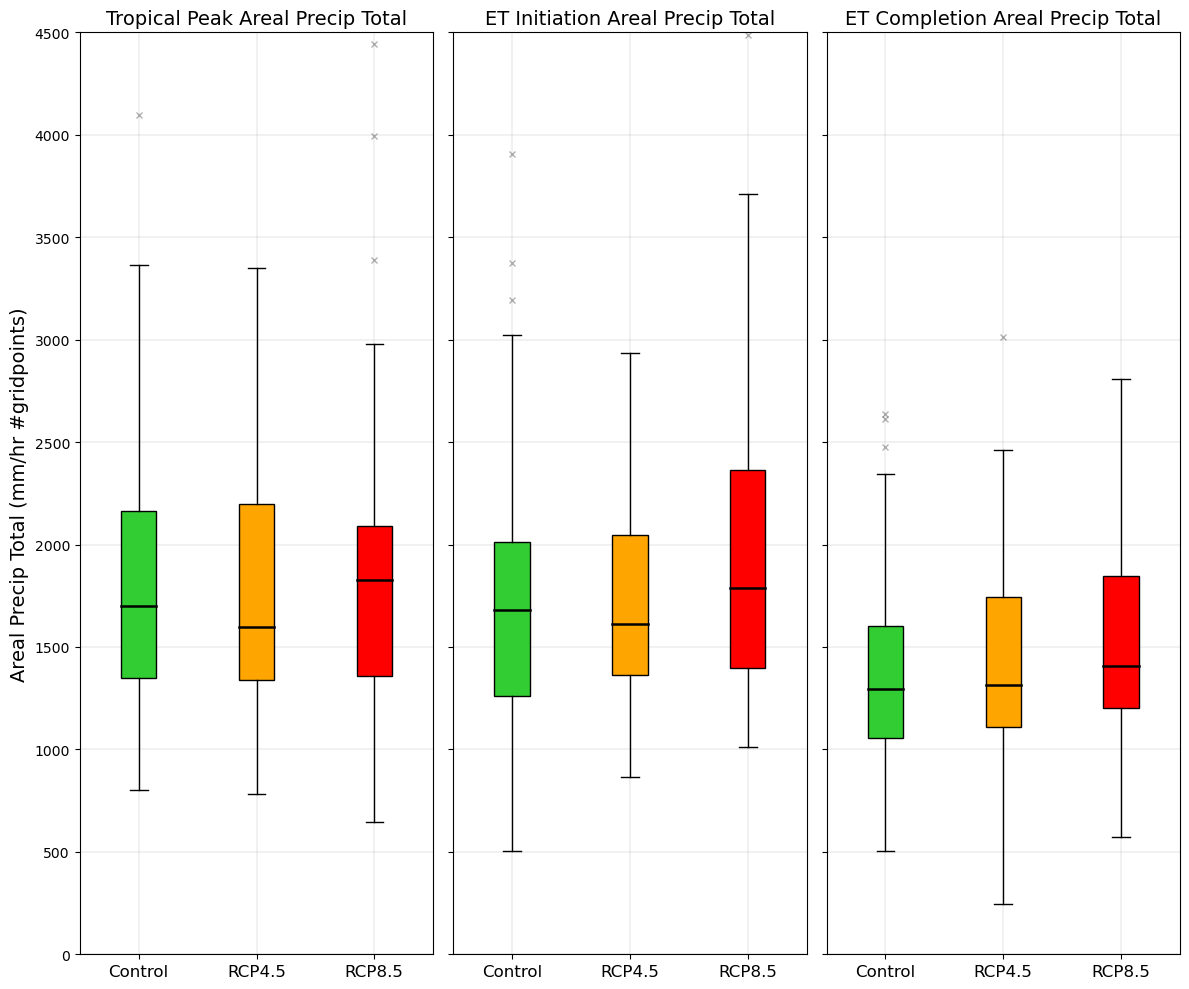 Tropical Peak Areal Precip Total
ET Initiation Areal Precip Total
ET Completion Areal Precip Total
Areal Precip Total (mm/hr #gridpoints)
4500
4000
3500
3000
2500
2000
1500
1000
500
0
Control RCP4.5 RCP8.5
Control RCP4.5 RCP8.5
Control RCP4.5 RCP8.5